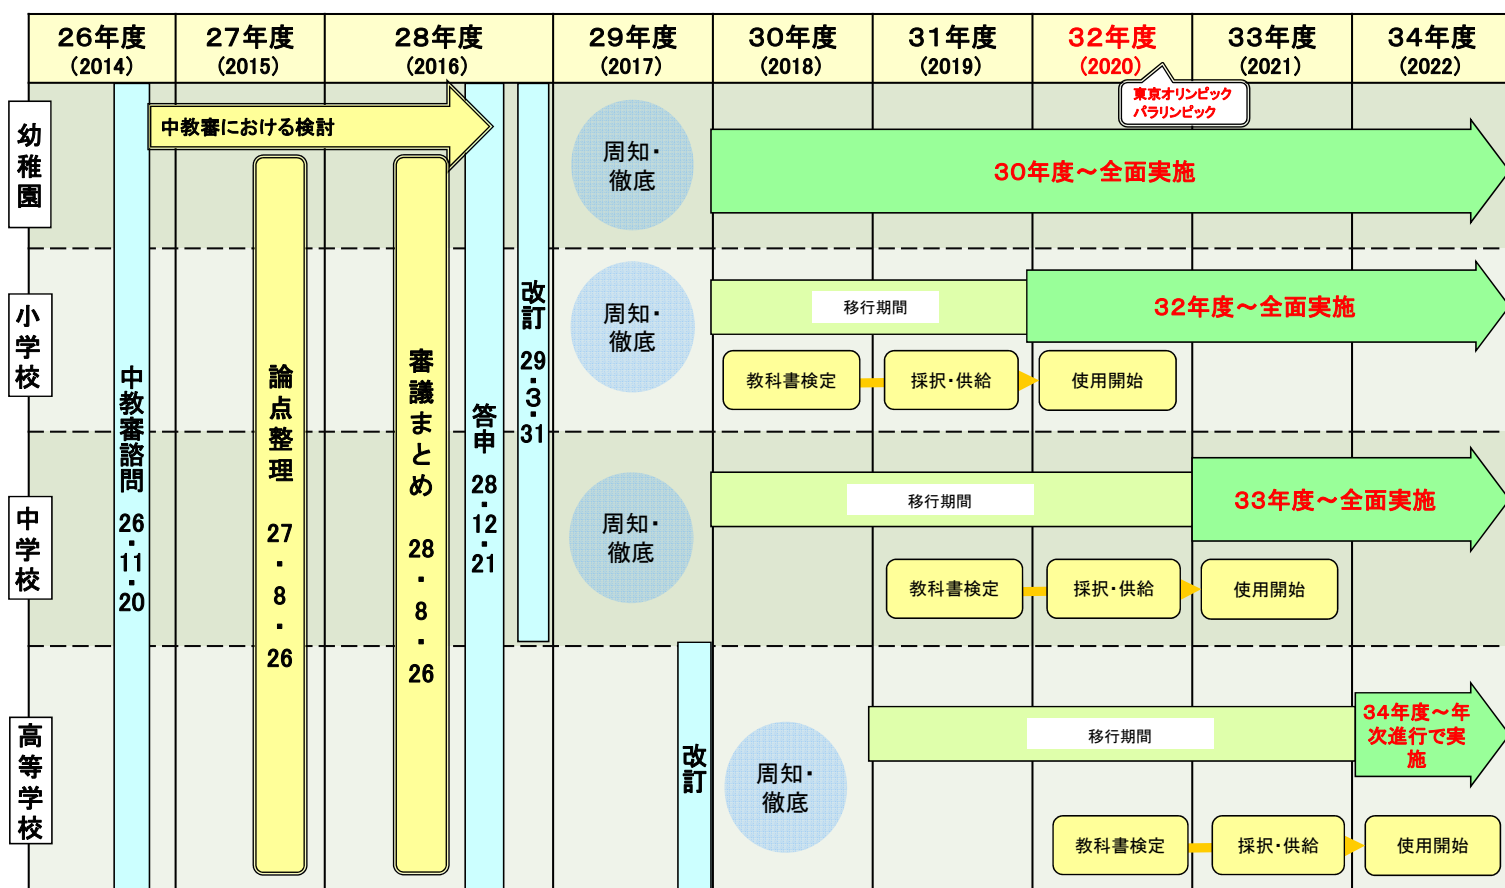 26年度
(2014)
27年度
(2015)
28年度
(2016)
29年度
(2017)
30年度
(2018)
31年度
(2019)
32年度
(2020)
33年度
(2021)
34年度
(2022)
東京オリンピック
パラリンピック
幼稚園
中教審における検討
周知・
徹底
30年度～全面実施
小学校
周知・
徹底
移行期間
32年度～全面実施
教科書検定
採択・供給
使用開始
中教審諮問 26・11・20
論点整理 27・8・26
審議まとめ 28・8・26
答申 28・12・21
改訂 29・3・31
中学校
周知・
徹底
移行期間
33年度～全面実施
教科書検定
採択・供給
使用開始
高等学校
改訂
周知・
徹底
移行期間
34年度～年
次進行で実
施
教科書検定
採択・供給
使用開始